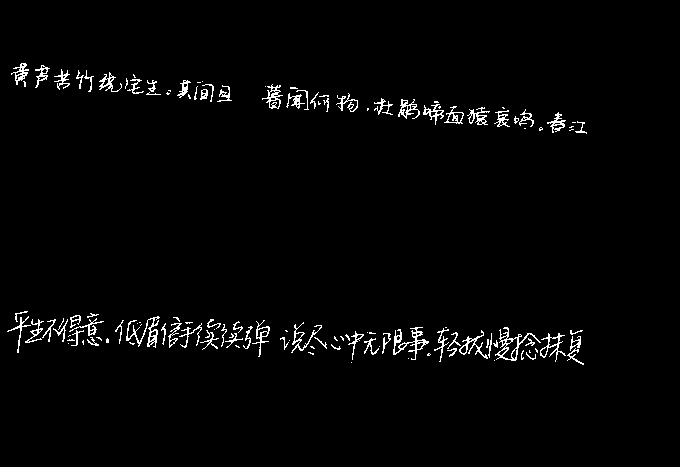 黄芦苦竹绕宅生。其间旦 暮闻何物,杜鹃啼血猿哀鸣。春江
平生不得意,低眉信手续续弹 说尽心中无限事,轻拢慢捻抹复